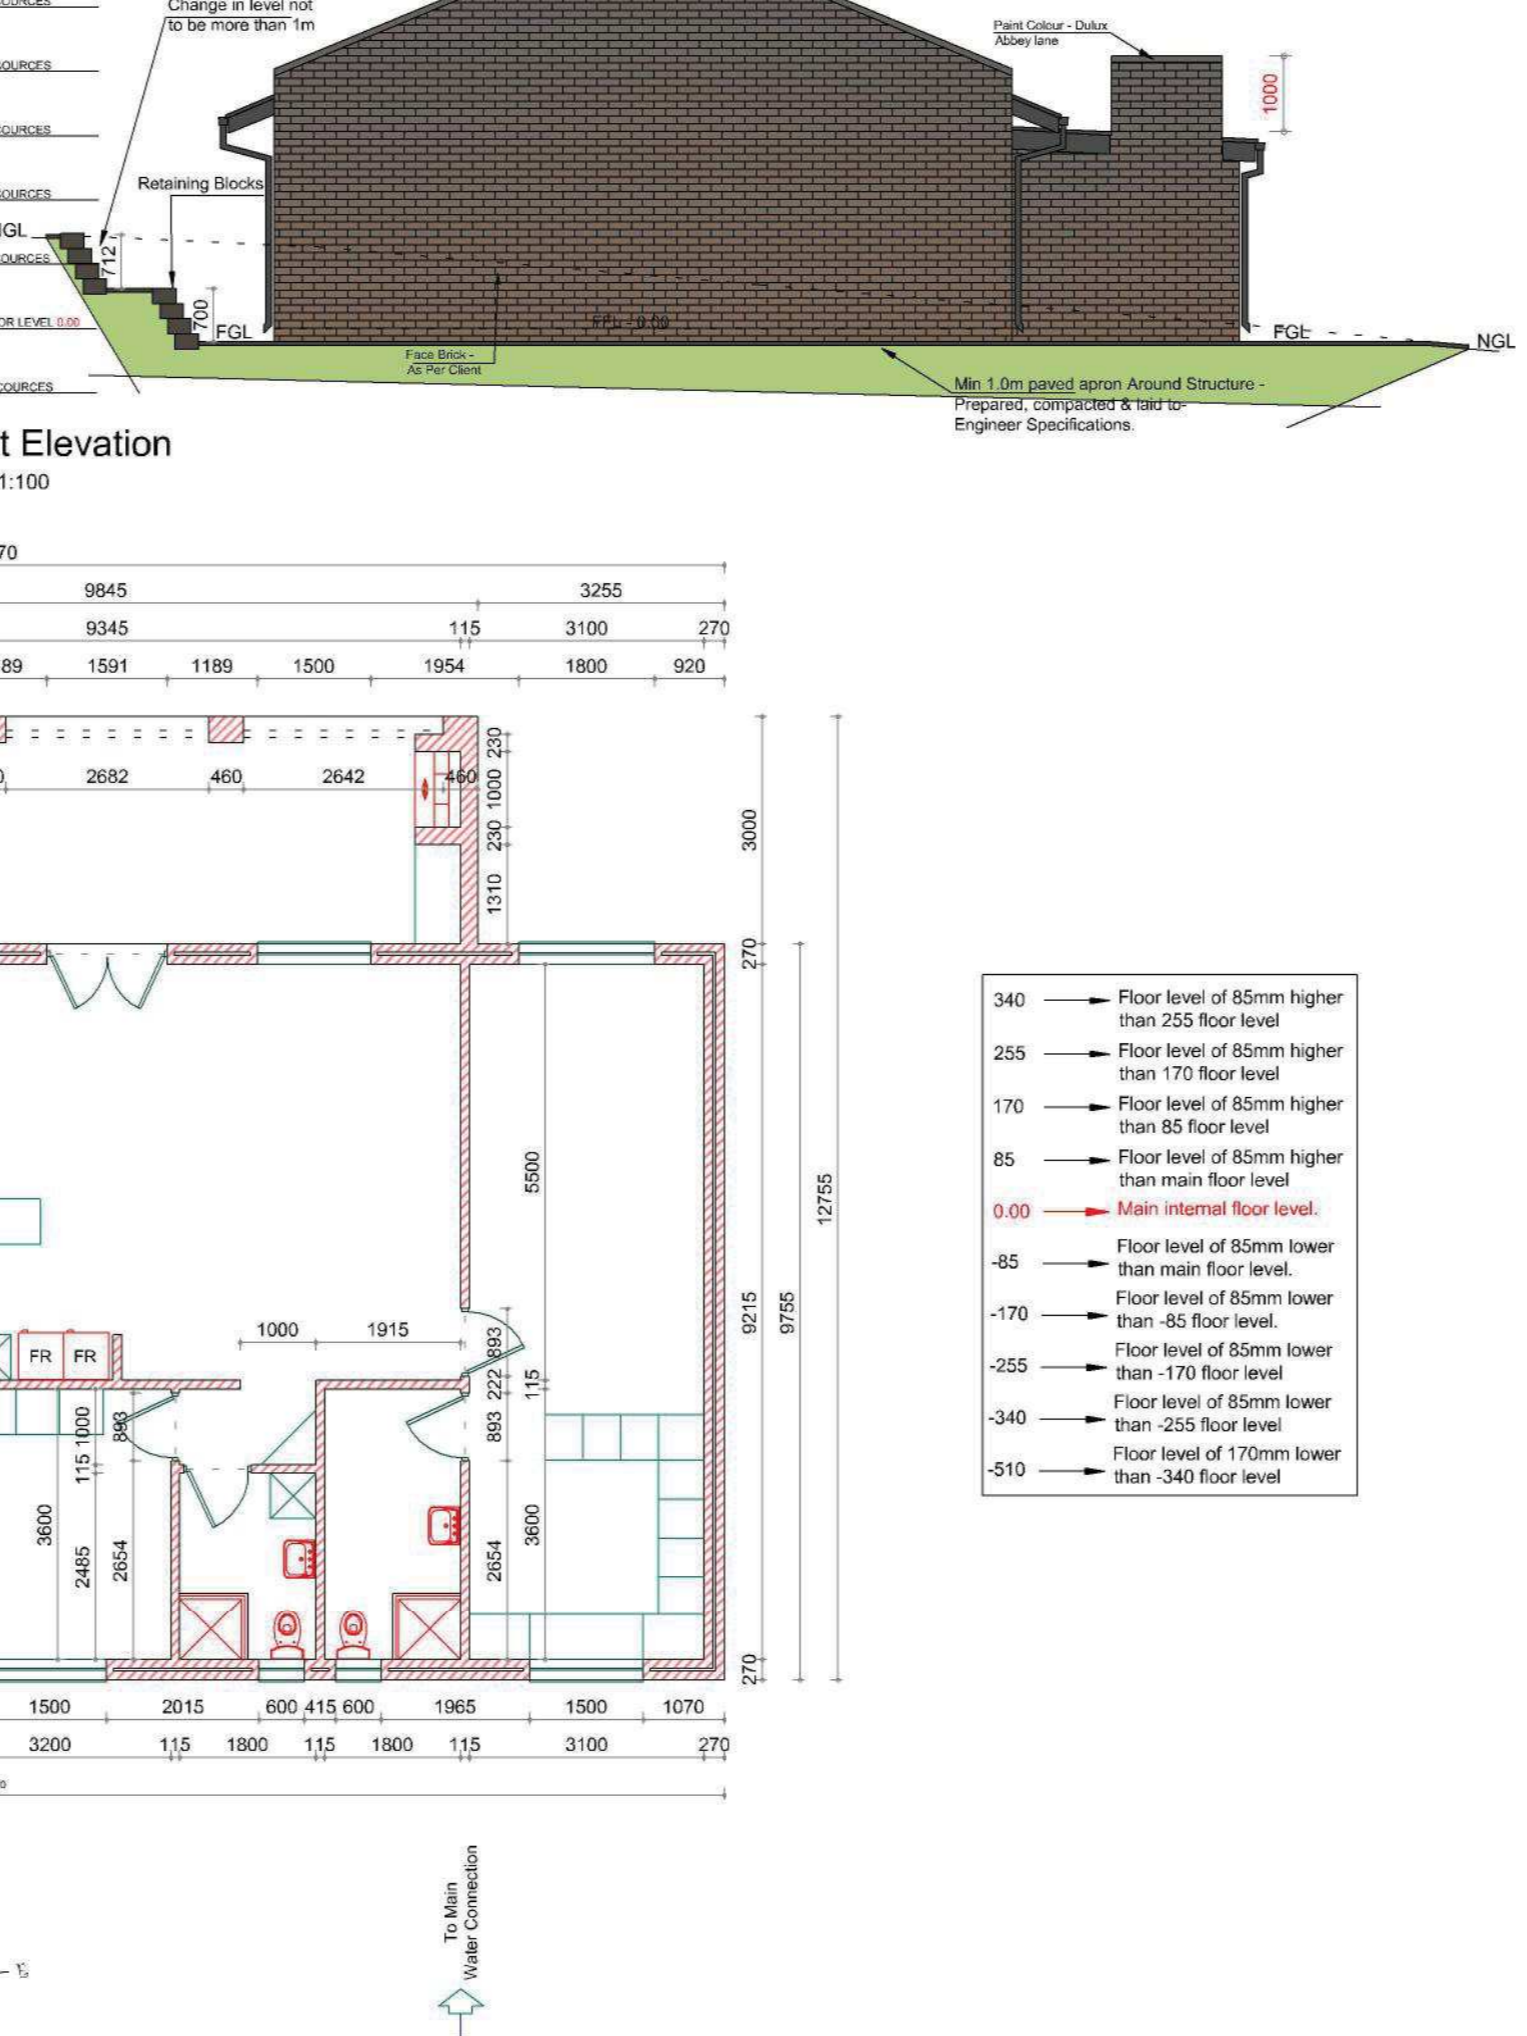 Change in level not
to be more than 1m
Paint Colour - Dulux
Abbey lane
1000
Retaining Blocks
712
700
FGL
FFL - 0.00
OR LEVEL 0.00
Face Brick -
As Per Client
FGL
NGL
Min 1.0m paved apron Around Structure -
Prepared, compacted & laid to-
Engineer Specifications.
t Elevation
1:100
70
9845 3255
9345 115 3100 270
89 1591 1189 1500 1954 1800 920
2682 460 2642 460
230
1000
230
1310
3000
270
5500
12755
9215
9755
1000 1915
893
222
115
893
FR FR
1000
893
115
3600
2485
2654
2654
3600
270
1500 2015 600 415 600 1965 1500 1070
3200 115 1800 115 1800 115 3100 270
340 Floor level of 85mm higher
than 255 floor level
255 Floor level of 85mm higher
than 170 floor level
170 Floor level of 85mm higher
than 85 floor level
85 Floor level of 85mm higher
than main floor level
0.00 Main internal floor level.
-85 Floor level of 85mm lower
than main floor level.
-170 Floor level of 85mm lower
than -85 floor level.
-255 Floor level of 85mm lower
than -170 floor level
-340 Floor level of 85mm lower
than -255 floor level
-510 Floor level of 170mm lower
than -340 floor level
To Main
Water Connection